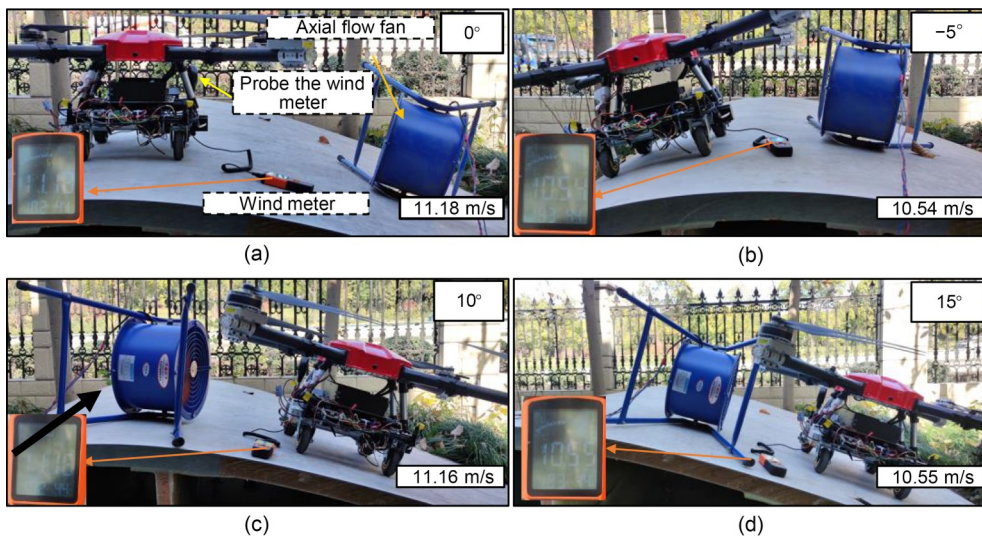 Axial flow fan
0°
Probe the wind
meter
Wind meter
11.18 m/s
(a)
−5°
10.54 m/s
(b)
10°
11.16 m/s
(c)
15°
10.55 m/s
(d)